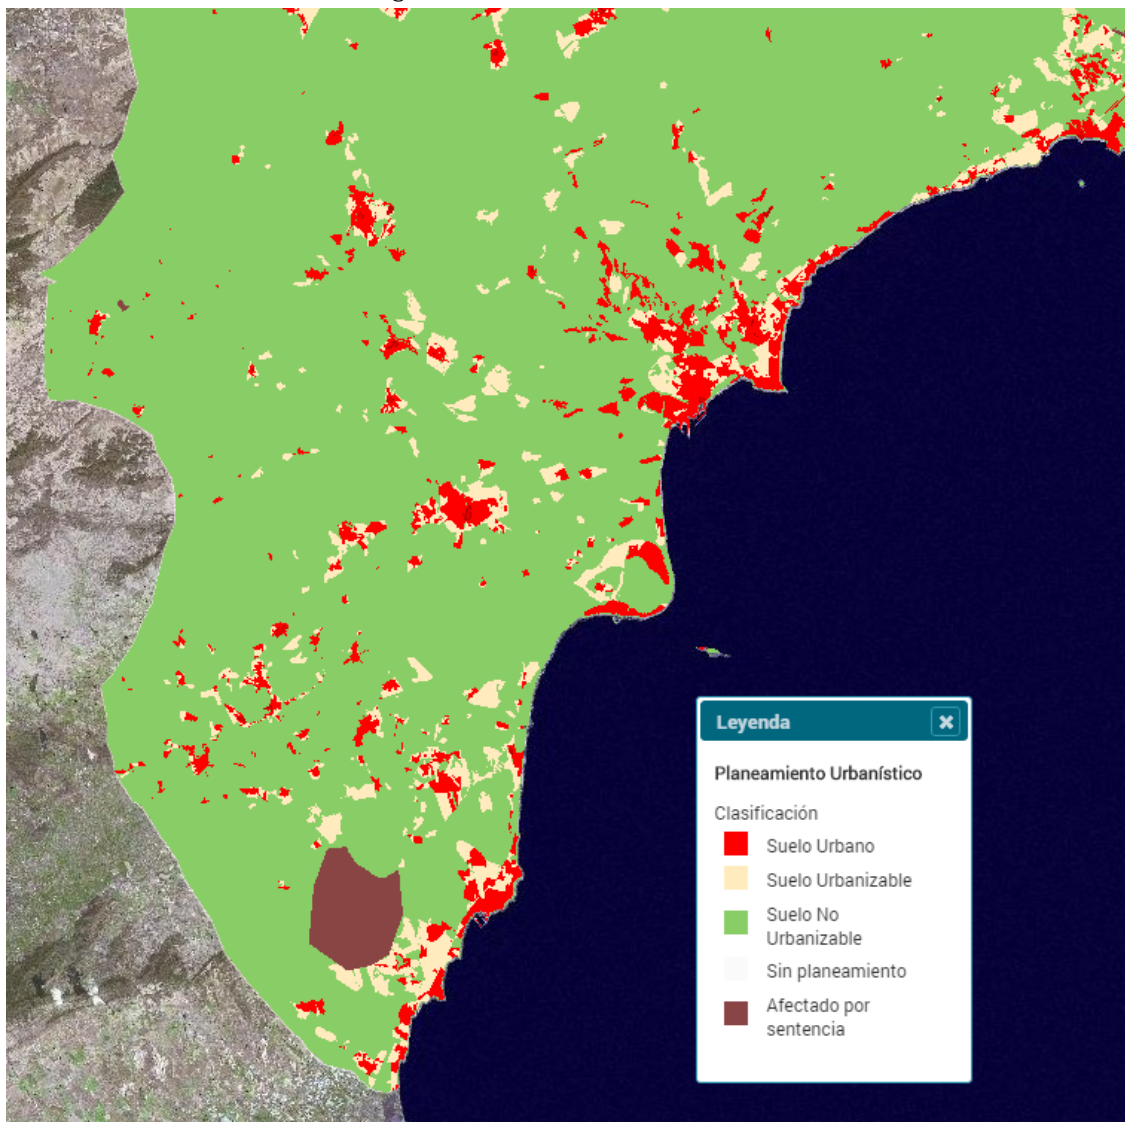 Leyenda
Planeamiento Urbanístico
Clasificación
Suelo Urbano
Suelo Urbanizable
Suelo No
Urbanizable
Sin planeamiento
Afectado por
sentencia